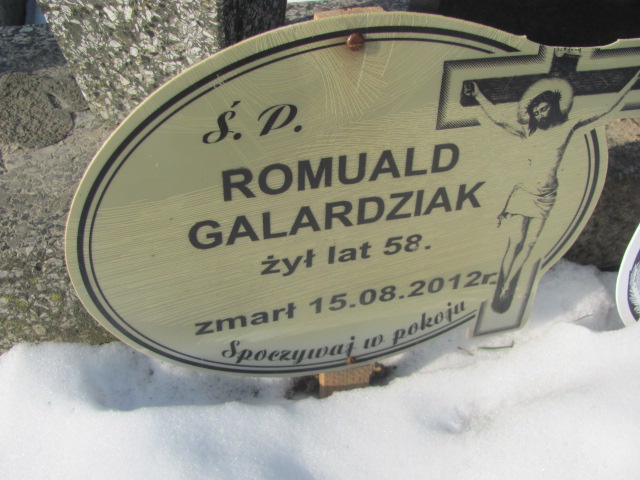 Ś. P.
ROMUALD
GALARDZIAK
żył lat 58.
zmarł 15.08.2012r.
Spoczywaj w pokoju